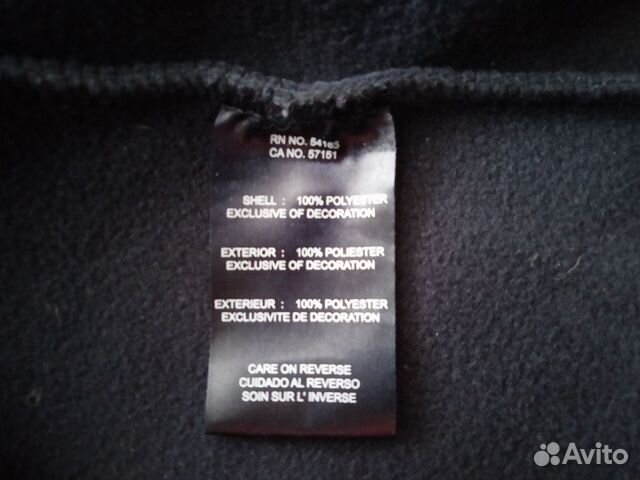 RN NO. 54163
CA NO. 57151
SHELL : 100% POLYESTER
EXCLUSIVE OF DECORATION
EXTERIOR : 100% POLIESTER
EXCLUSIVE OF DECORATION
EXTERIEUR : 100% POLYESTER
EXCLUSIVITE DE DECORATION
CARE ON REVERSE
CUIDADO AL REVERSO
SOIN SUR L' INVERSE
Avito